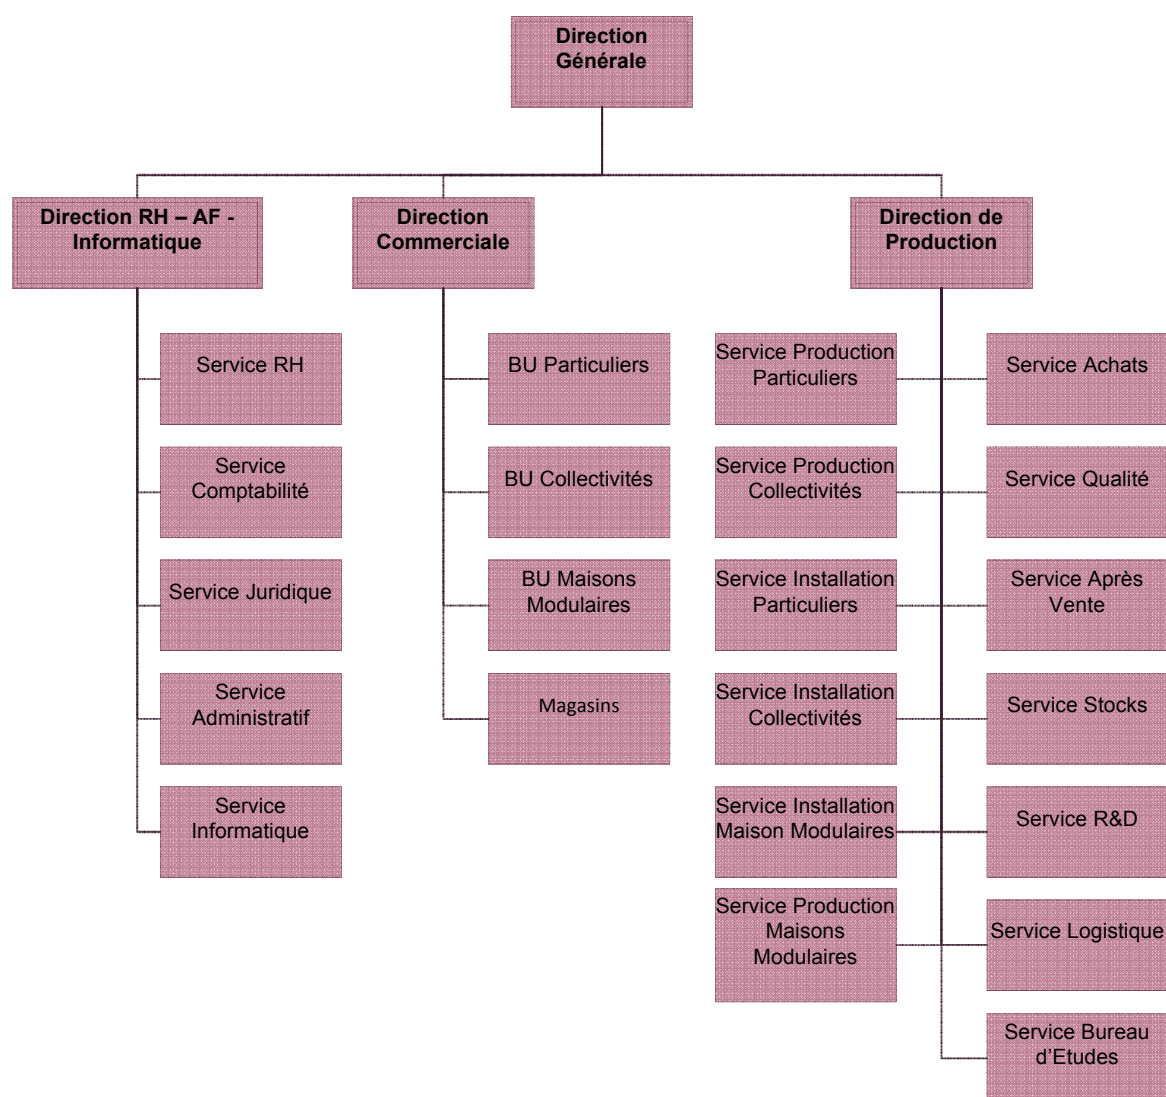 Direction
Générale
Direction RH – AF -
Informatique
Direction
Commerciale
Direction de
Production
Service RH
Service
Comptabilité
Service Juridique
Service
Administratif
Service
Informatique
BU Particuliers
BU Collectivités
BU Maisons
Modulaires
Magasins
Service Production
Particuliers
Service Production
Collectivités
Service Installation
Particuliers
Service Installation
Collectivités
Service Installation
Maison Modulaires
Service Production
Maisons
Modulaires
Service Achats
Service Qualité
Service Après
Vente
Service Stocks
Service R&D
Service Logistique
Service Bureau
d'Etudes